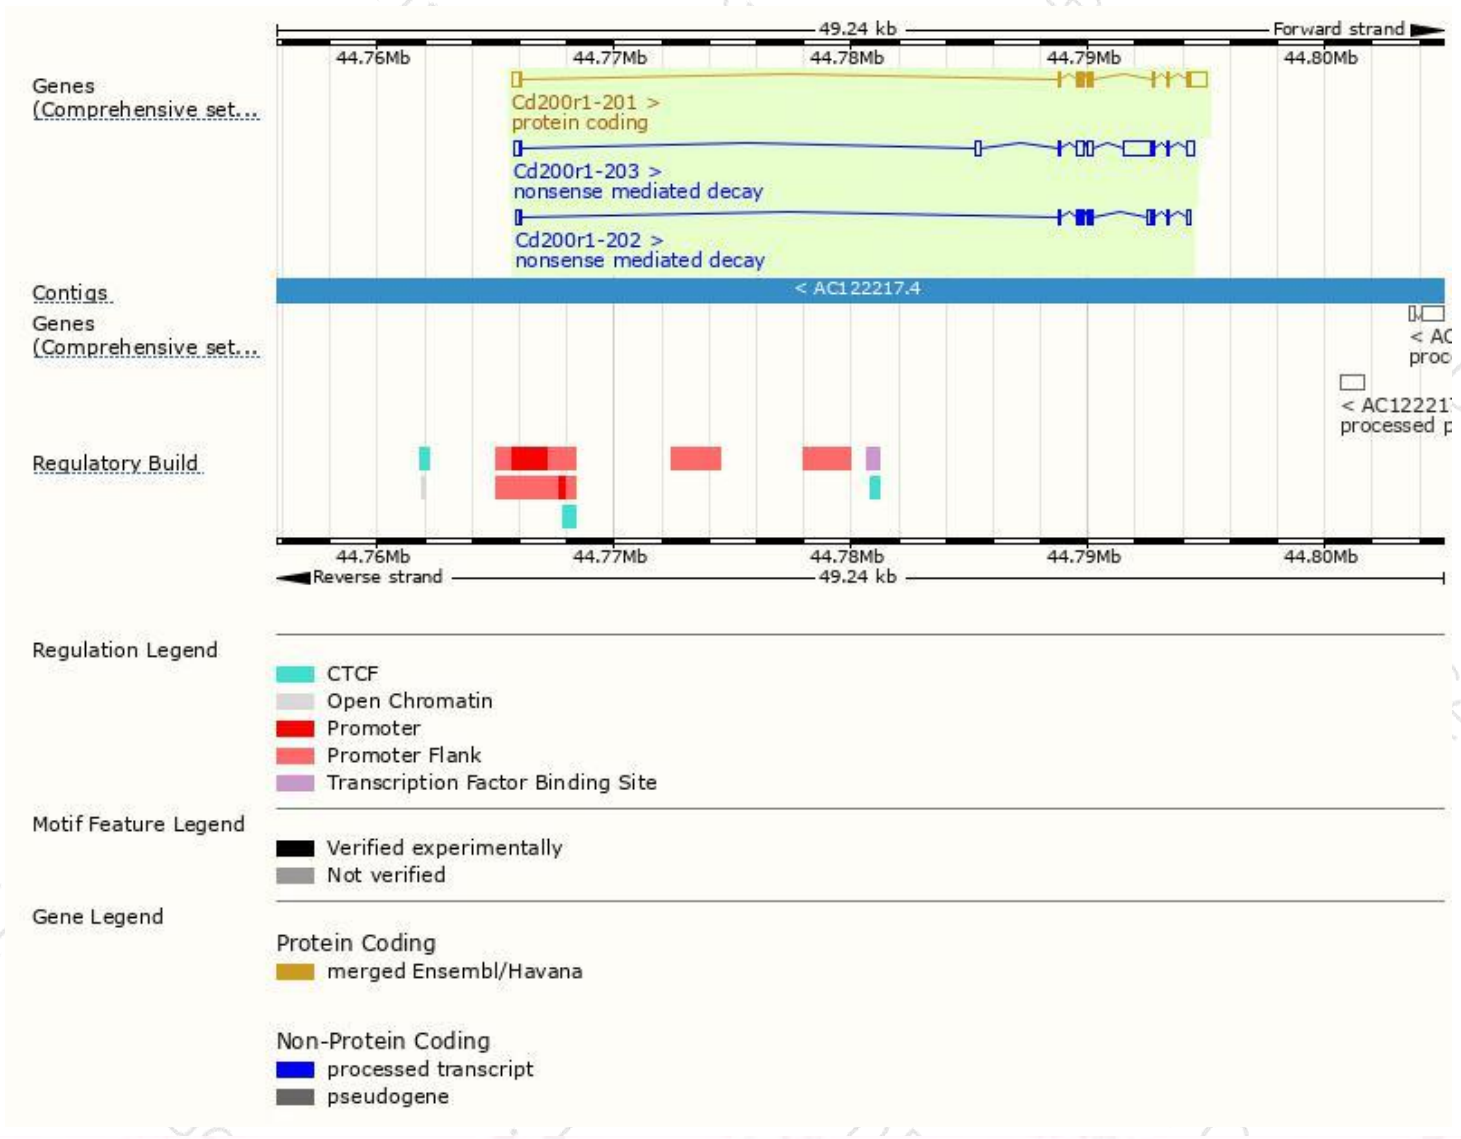 49.24 kb Forward strand
44.76Mb 44.77Mb 44.78Mb 44.79Mb 44.80Mb
Genes
(Comprehensive set...
Cd200r1-201 >
protein coding
Cd200r1-203 >
nonsense mediated decay
Cd200r1-202 >
nonsense mediated decay
Contigs
< AC122217.4
Genes
(Comprehensive set...
< AC
proc
< AC12221
processed p
Regulatory Build
44.76Mb 44.77Mb 44.78Mb 44.79Mb 44.80Mb
Reverse strand 49.24 kb
Regulation Legend
CTCF
Open Chromatin
Promoter
Promoter Flank
Transcription Factor Binding Site
Motif Feature Legend
Verified experimentally
Not verified
Gene Legend
Protein Coding
merged Ensembl/Havana
Non-Protein Coding
processed transcript
pseudogene